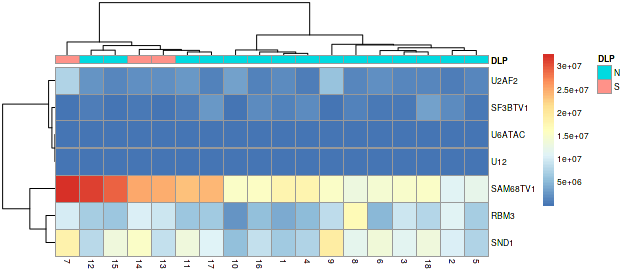 DLP
U2AF2
SF3BTV1
U6ATAC
U12
SAM68TV1
RBM3
SND1
7 12 15 14 13 11 17 10 16 1 4 9 8 6 3 18 2 5
3e+07
2.5e+07
2e+07
1.5e+07
1e+07
5e+06
DLP
N
S